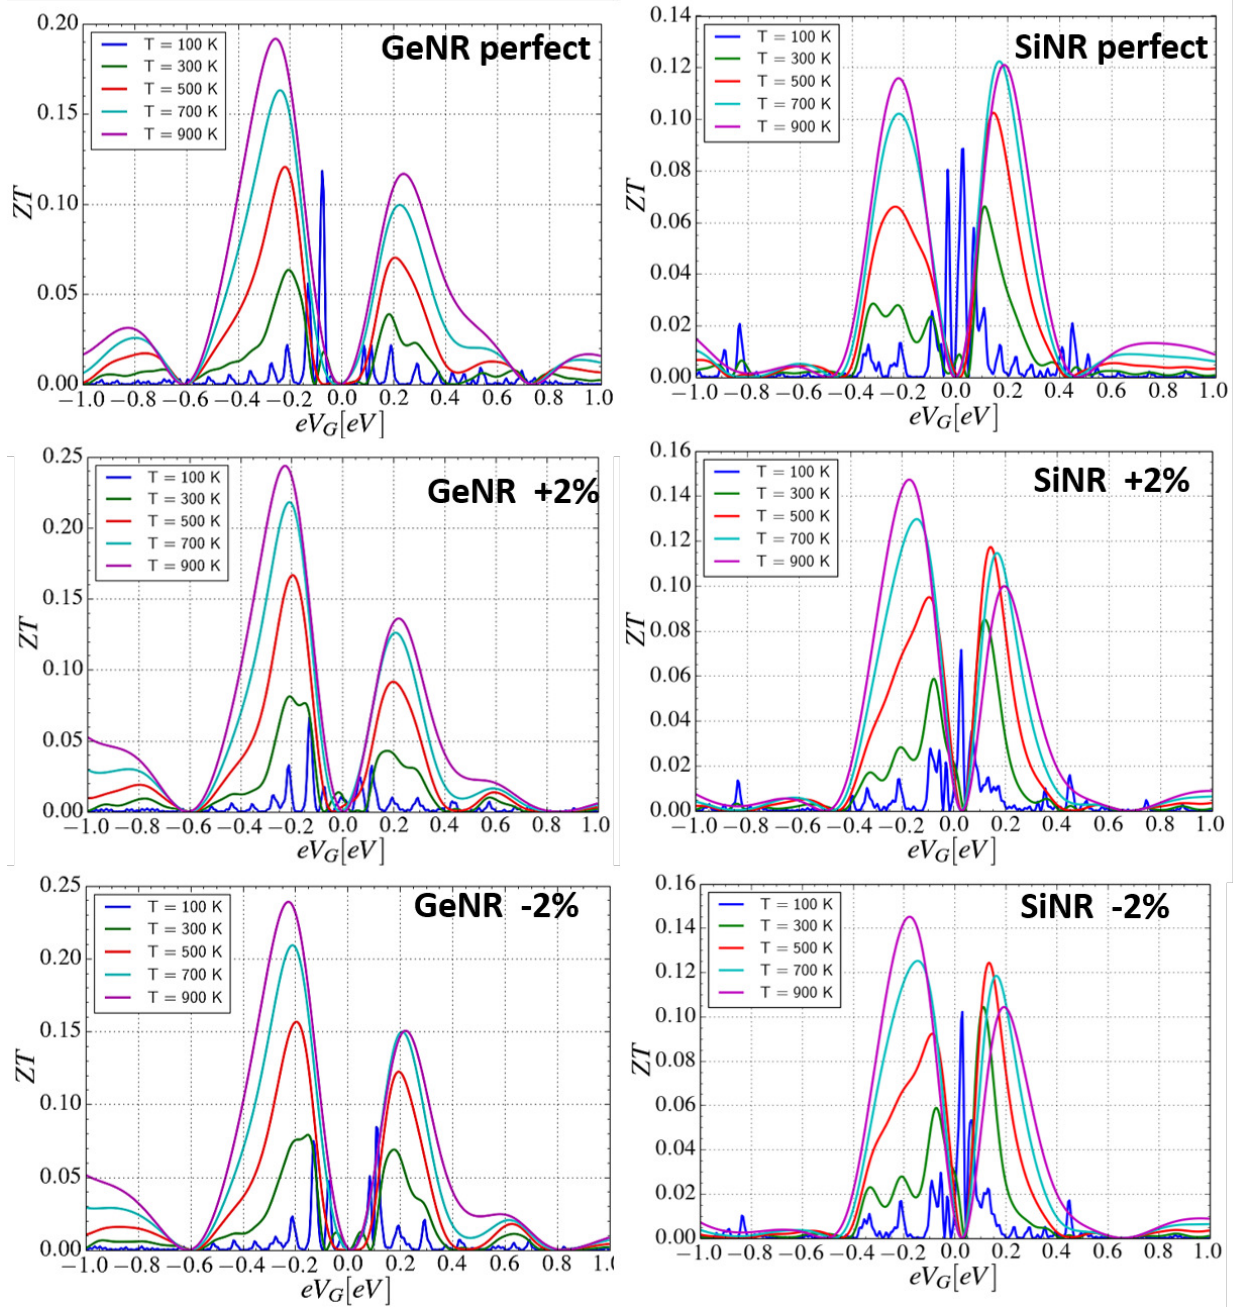 GeNR perfect
T = 100 K
T = 300 K
T = 500 K
T = 700 K
T = 900 K
0.20
0.15
0.10
0.05
0.00
ZT
−1.0 −0.8 −0.6 −0.4 −0.2 0.0 0.2 0.4 0.6 0.8 1.0
eV_G[eV]
SiNR perfect
T = 100 K
T = 300 K
T = 500 K
T = 700 K
T = 900 K
0.14
0.12
0.10
0.08
0.06
0.04
0.02
0.00
ZT
−1.0 −0.8 −0.6 −0.4 −0.2 0.0 0.2 0.4 0.6 0.8 1.0
eV_G[eV]
GeNR +2%
T = 100 K
T = 300 K
T = 500 K
T = 700 K
T = 900 K
0.25
0.20
0.15
0.10
0.05
0.00
ZT
−1.0 −0.8 −0.6 −0.4 −0.2 0.0 0.2 0.4 0.6 0.8 1.0
eV_G[eV]
SiNR +2%
T = 100 K
T = 300 K
T = 500 K
T = 700 K
T = 900 K
0.16
0.14
0.12
0.10
0.08
0.06
0.04
0.02
0.00
ZT
−1.0 −0.8 −0.6 −0.4 −0.2 0.0 0.2 0.4 0.6 0.8 1.0
eV_G[eV]
GeNR -2%
T = 100 K
T = 300 K
T = 500 K
T = 700 K
T = 900 K
0.25
0.20
0.15
0.10
0.05
0.00
ZT
−1.0 −0.8 −0.6 −0.4 −0.2 0.0 0.2 0.4 0.6 0.8 1.0
eV_G[eV]
SiNR -2%
T = 100 K
T = 300 K
T = 500 K
T = 700 K
T = 900 K
0.16
0.14
0.12
0.10
0.08
0.06
0.04
0.02
0.00
ZT
−1.0 −0.8 −0.6 −0.4 −0.2 0.0 0.2 0.4 0.6 0.8 1.0
eV_G[eV]